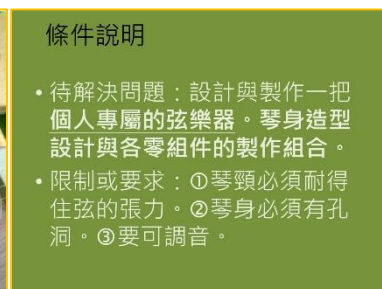 條件說明
•待解決問題：設計與製作一把
個人專屬的弦樂器。琴身造型
設計與各零組件的製作組合。
•限制或要求：①琴頸必須耐得
住弦的張力。②琴身必須有孔
洞。③要可調音。